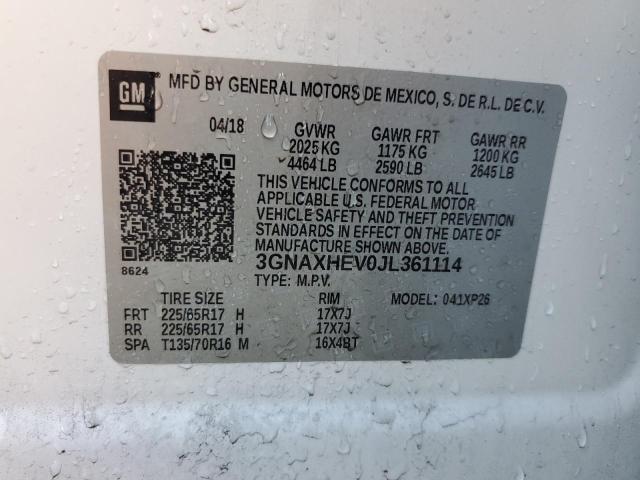 GM ® MFD BY GENERAL MOTORS DE MEXICO, S. DE R.L. DE C.V.
04/18 GVWR GAWR FRT GAWR RR
2025 KG 1175 KG 1200 KG
4464 LB 2590 LB 2645 LB
THIS VEHICLE CONFORMS TO ALL
APPLICABLE U.S. FEDERAL MOTOR
VEHICLE SAFETY AND THEFT PREVENTION
STANDARDS IN EFFECT ON THE DATE OF
MANUFACTURE SHOWN ABOVE.
8624 3GNAXHEV0JL361114
TYPE: M.P.V.
TIRE SIZE RIM MODEL: 041XP26
FRT 225/65R17 H 17X7J
RR 225/65R17 H 17X7J
SPA T135/70R16 M 16X4BT